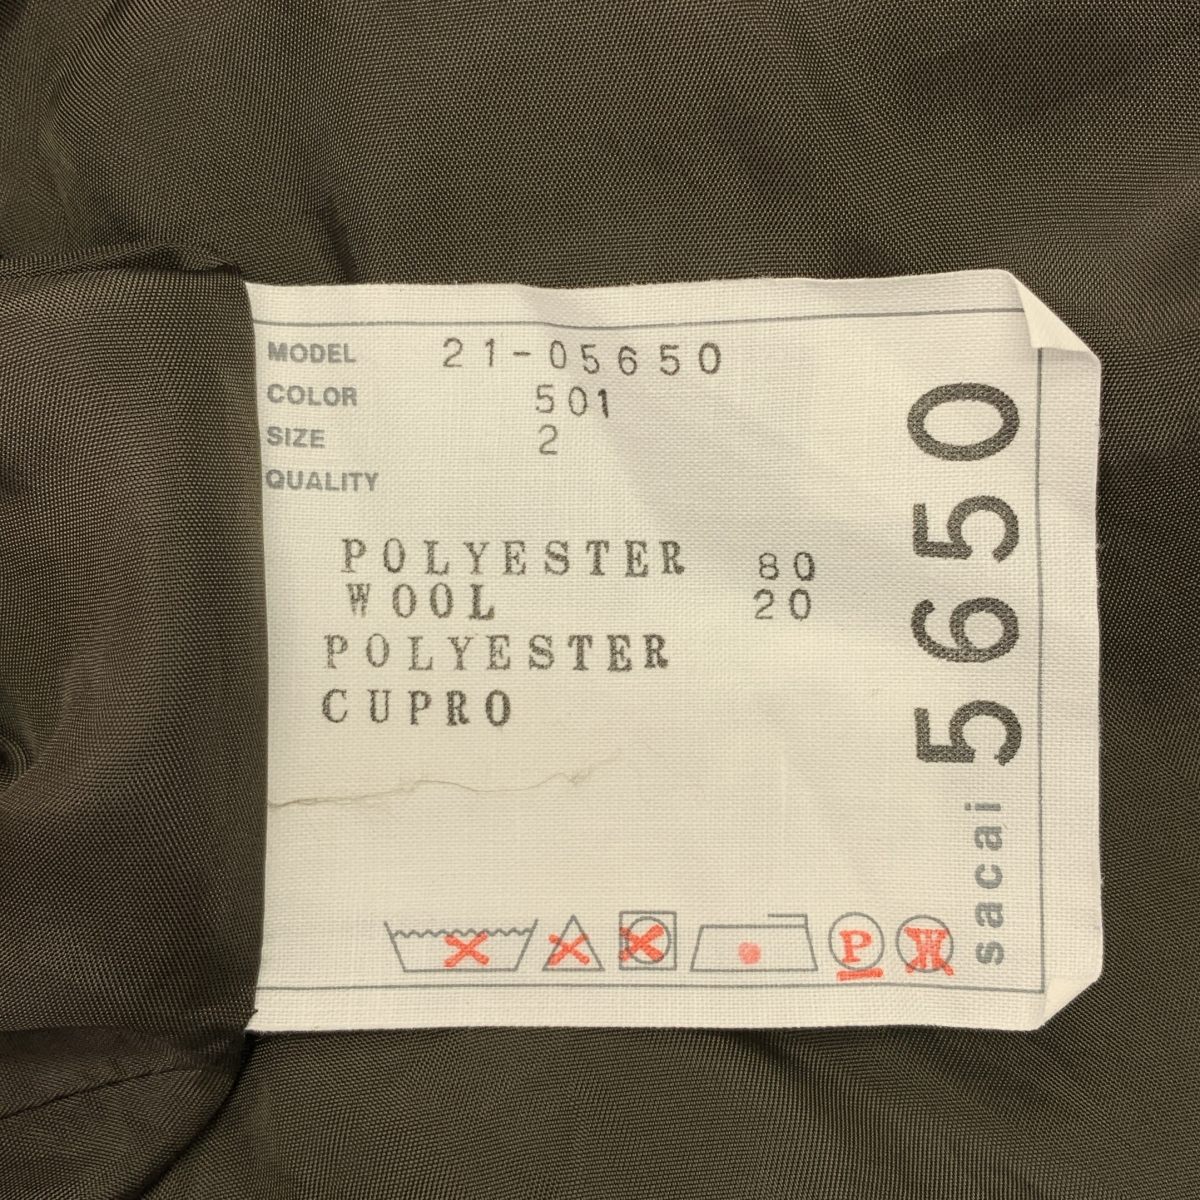 MODEL 21-05650
COLOR 501
SIZE 2
QUALITY
POLYESTER 80
WOOL 20
POLYESTER
CUPRO
P
W
sacai 5650